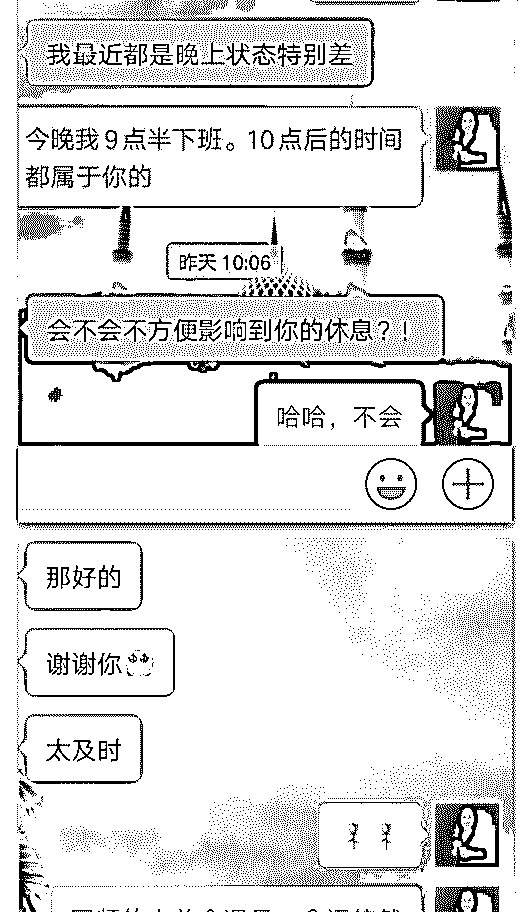 我最近都是晚上状态特别差
今晚我9点半下班。10点后的时间
都属于你的
昨天 10:06
会不会不方便影响到你的休息？！
哈哈，不会
那好的
谢谢你
太及时